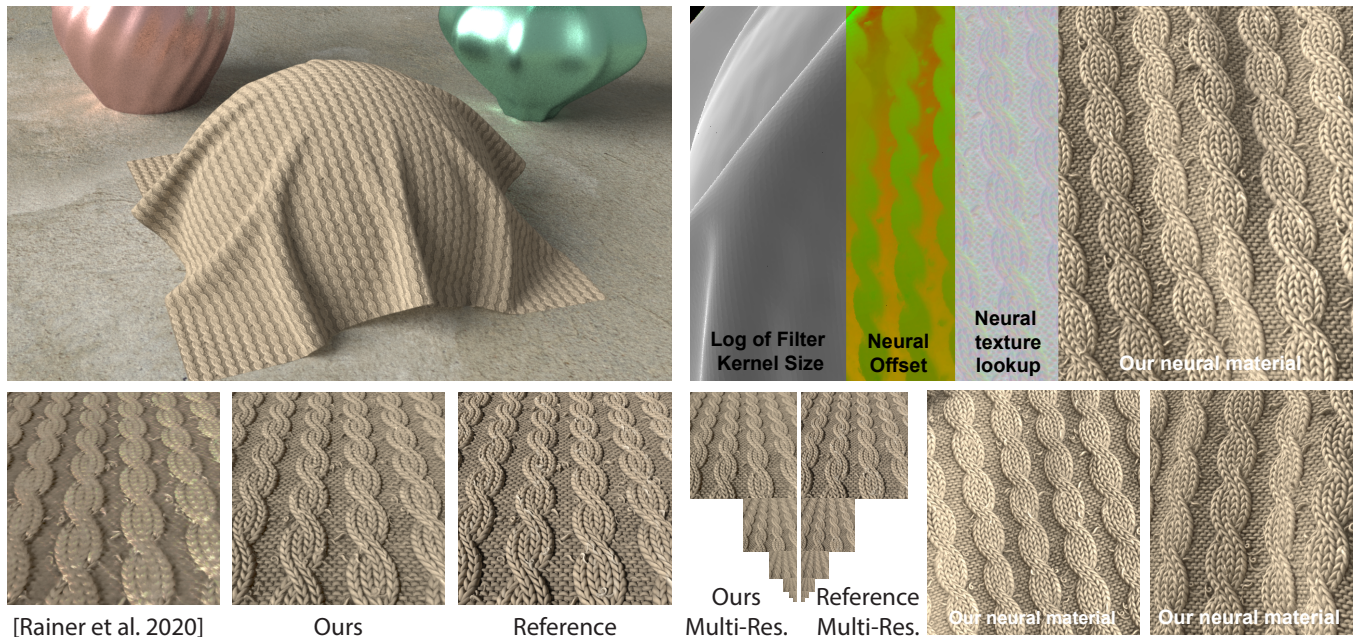 Log of Filter
Kernel Size
Neural
Offset
Neural
texture
lookup
Our neural material
[Rainer et al. 2020]
Ours
Reference
Ours
Multi-Res.
Reference
Multi-Res.
Our neural material
Our neural material